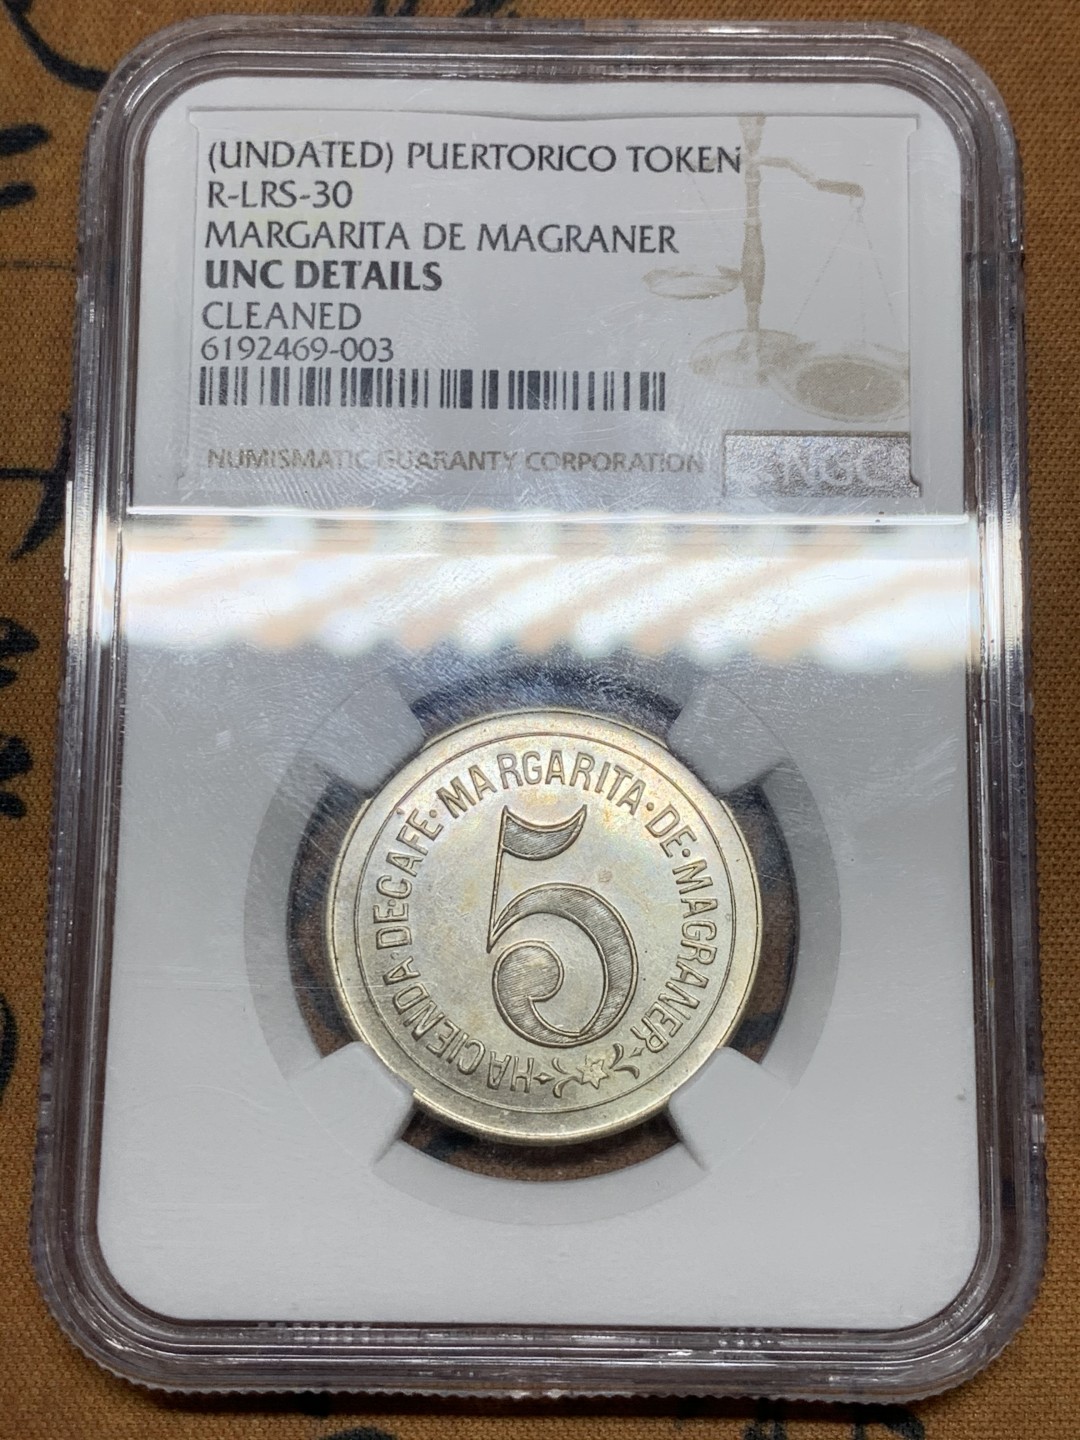 (UNDATED) PUERTORICO TOKEN
R-LRS-30
MARGARITA DE MAGRANER
UNC DETAILS
CLEANED
6192469-003
NUMISMATIC GUARANTY CORPORATION
NGC
HACIENDA·DE·CAFE·MARGARITA·DE·MAGRANER
5